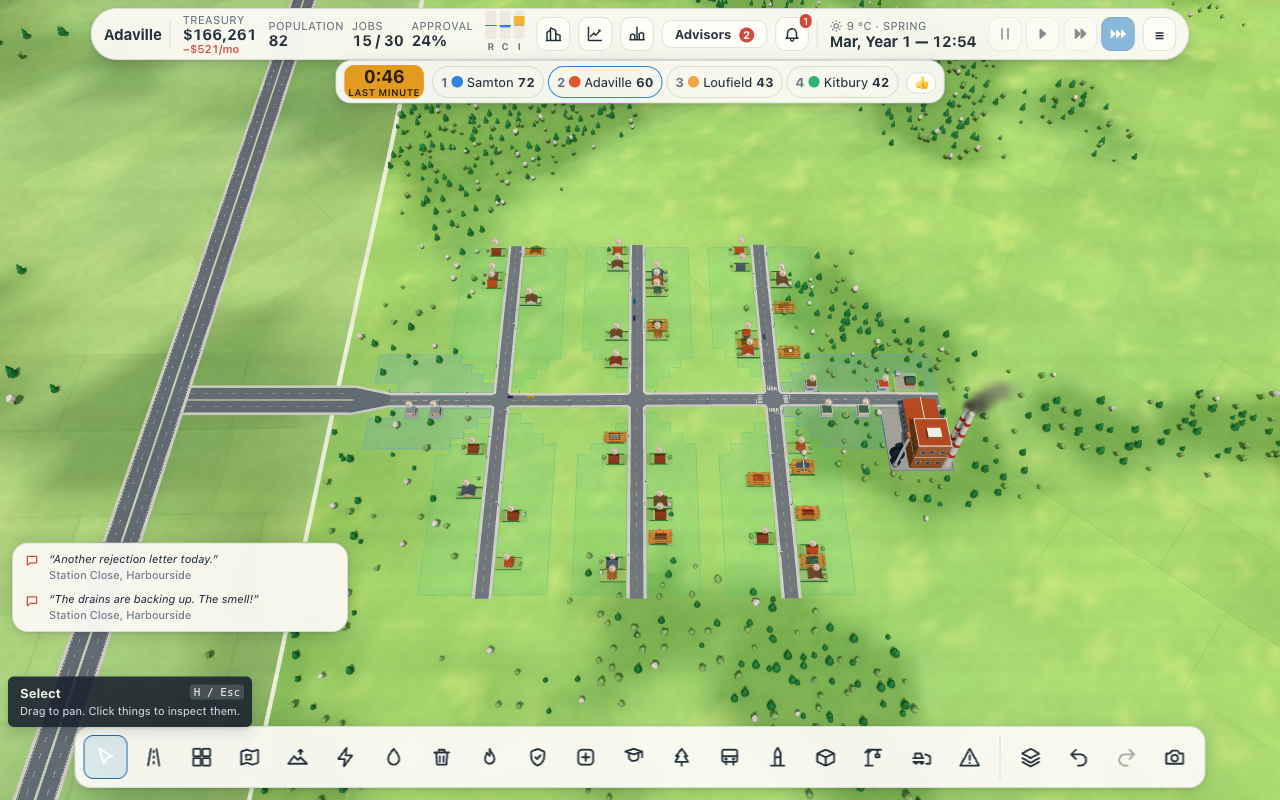 Adaville
TREASURY
$166,261
−$521/mo
POPULATION
82
JOBS
15 / 30
APPROVAL
24%
R C I
Advisors 2
1
9 °C · SPRING
Mar, Year 1 — 12:54
0:46
LAST MINUTE
1 Samton 72
2 Adaville 60
3 Loufield 43
4 Kitbury 42
“Another rejection letter today.”
Station Close, Harbourside
“The drains are backing up. The smell!”
Station Close, Harbourside
Select
H / Esc
Drag to pan. Click things to inspect them.